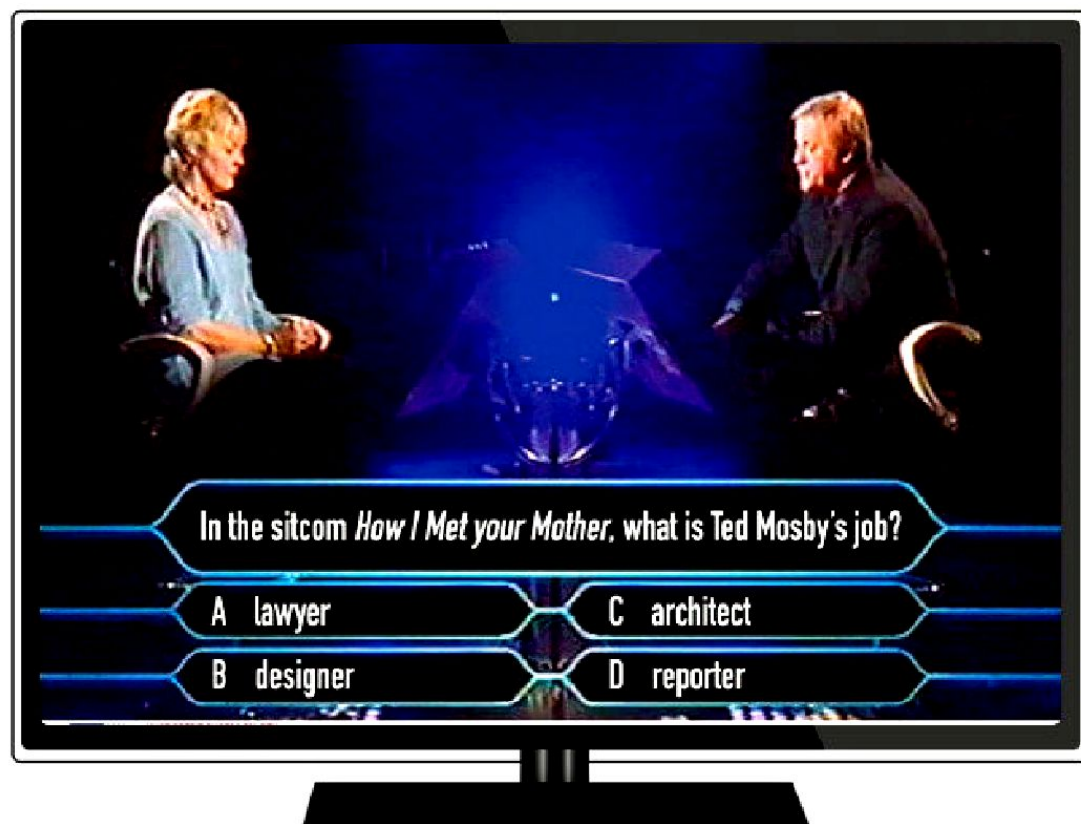 In the sitcom How I Met your Mother, what is Ted Mosby's job?
A lawyer
C architect
B designer
D reporter